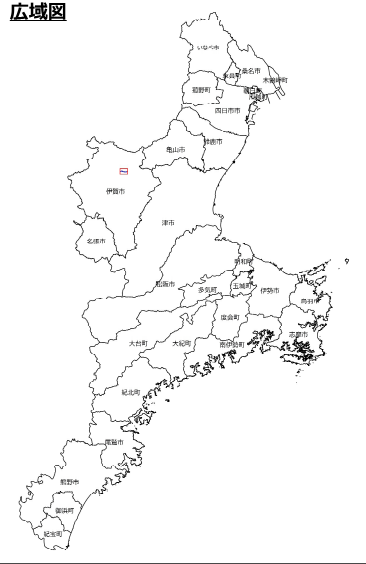 広域図
いなべ市
桑名市
東員町
木曽岬町
菰野町
朝日町
川越町
四日市市
鈴鹿市
亀山市
伊賀市
津市
名張市
明和町
松阪市
多気町
玉城町
伊勢市
鳥羽市
度会町
志摩市
大台町
大紀町
南伊勢町
紀北町
尾鷲市
熊野市
御浜町
紀宝町